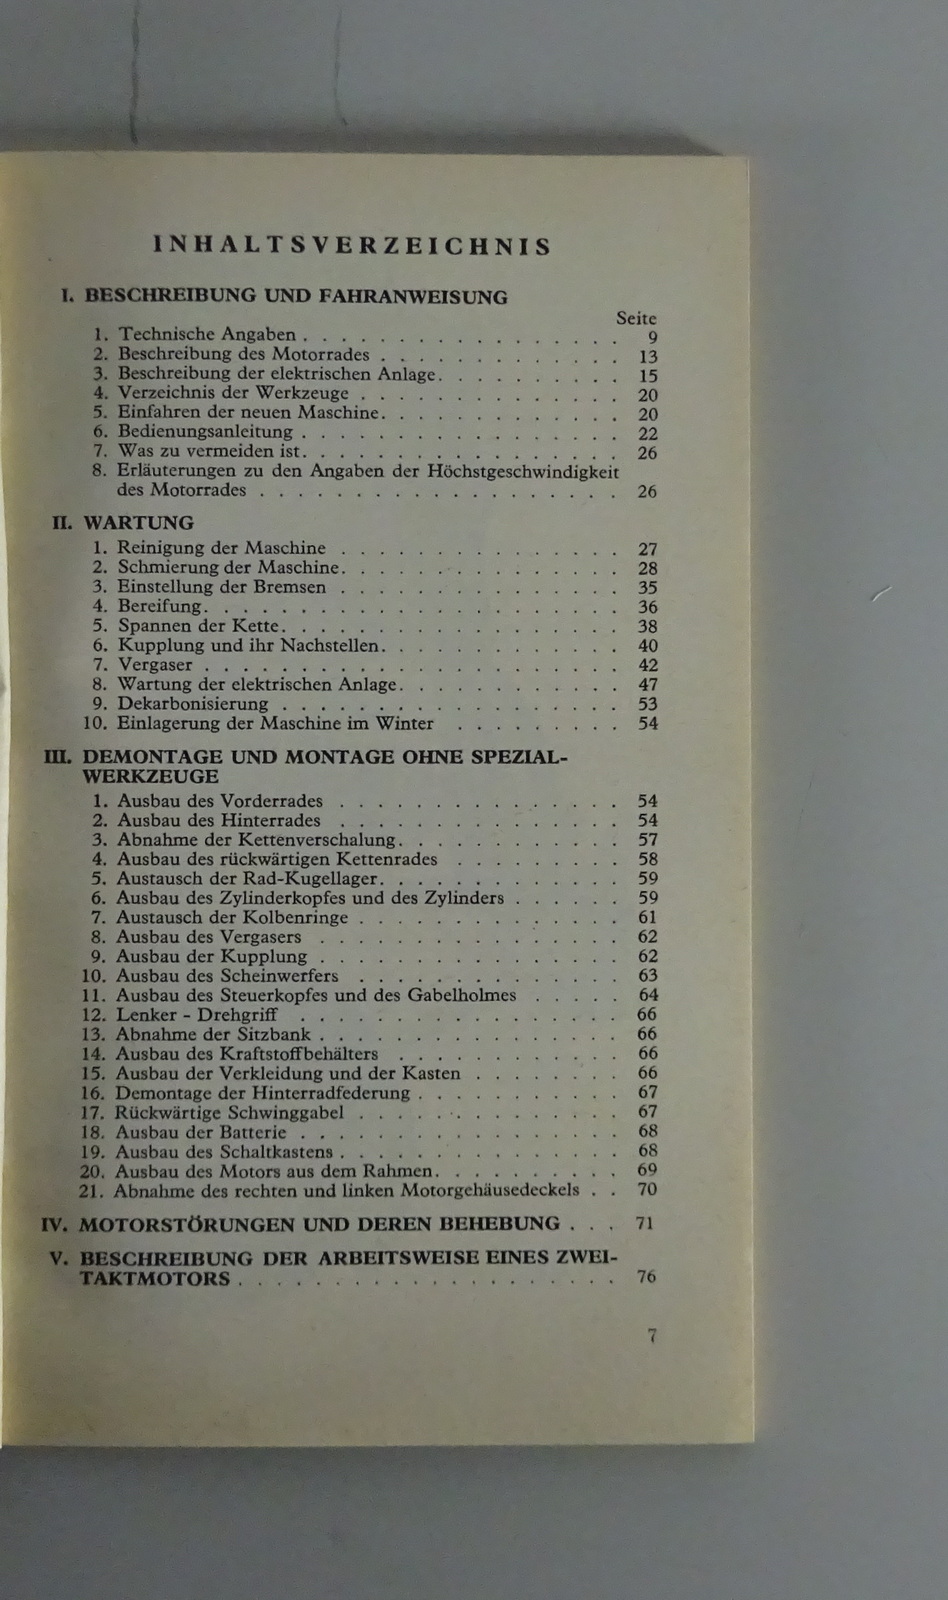 INHALTSVERZEICHNIS
I. BESCHREIBUNG UND FAHRANWEISUNG
Seite
1. Technische Angaben . . . . . . . . . . . . . . . . . 9
2. Beschreibung des Motorrades . . . . . . . . . . . . . 13
3. Beschreibung der elektrischen Anlage. . . . . . . . . . 15
4. Verzeichnis der Werkzeuge . . . . . . . . . . . . . . 20
5. Einfahren der neuen Maschine. . . . . . . . . . . . . 20
6. Bedienungsanleitung . . . . . . . . . . . . . . . . . 22
7. Was zu vermeiden ist. . . . . . . . . . . . . . . . . 26
8. Erläuterungen zu den Angaben der Höchstgeschwindigkeit
des Motorrades . . . . . . . . . . . . . . . . . . . 26
II. WARTUNG
1. Reinigung der Maschine . . . . . . . . . . . . . . . 27
2. Schmierung der Maschine. . . . . . . . . . . . . . . 28
3. Einstellung der Bremsen . . . . . . . . . . . . . . . 35
4. Bereifung. . . . . . . . . . . . . . . . . . . . . . 36
5. Spannen der Kette. . . . . . . . . . . . . . . . . . 38
6. Kupplung und ihr Nachstellen. . . . . . . . . . . . . 40
7. Vergaser . . . . . . . . . . . . . . . . . . . . . . 42
8. Wartung der elektrischen Anlage. . . . . . . . . . . . 47
9. Dekarbonisierung . . . . . . . . . . . . . . . . . . 53
10. Einlagerung der Maschine im Winter . . . . . . . . . 54
III. DEMONTAGE UND MONTAGE OHNE SPEZIAL-
WERKZEUGE
1. Ausbau des Vorderrades . . . . . . . . . . . . . . . 54
2. Ausbau des Hinterrades . . . . . . . . . . . . . . . 54
3. Abnahme der Kettenverschalung. . . . . . . . . . . . 57
4. Ausbau des rückwärtigen Kettenrades . . . . . . . . . 58
5. Austausch der Rad-Kugellager. . . . . . . . . . . . . 59
6. Ausbau des Zylinderkopfes und des Zylinders . . . . . . 59
7. Austausch der Kolbenringe . . . . . . . . . . . . . . 61
8. Ausbau des Vergasers . . . . . . . . . . . . . . . . 62
9. Ausbau der Kupplung . . . . . . . . . . . . . . . . 62
10. Ausbau des Scheinwerfers . . . . . . . . . . . . . . 63
11. Ausbau des Steuerkopfes und des Gabelholmes . . . . . 64
12. Lenker - Drehgriff . . . . . . . . . . . . . . . . . 66
13. Abnahme der Sitzbank . . . . . . . . . . . . . . . . 66
14. Ausbau des Kraftstoffbehälters . . . . . . . . . . . . 66
15. Ausbau der Verkleidung und der Kasten . . . . . . . . 66
16. Demontage der Hinterradfederung . . . . . . . . . . . 67
17. Rückwärtige Schwinggabel . . . . . . . . . . . . . . 67
18. Ausbau der Batterie . . . . . . . . . . . . . . . . . 68
19. Ausbau des Schaltkastens . . . . . . . . . . . . . . . 68
20. Ausbau des Motors aus dem Rahmen. . . . . . . . . . 69
21. Abnahme des rechten und linken Motorgehäusedeckels . . 70
IV. MOTORSTÖRUNGEN UND DEREN BEHEBUNG . . . 71
V. BESCHREIBUNG DER ARBEITSWEISE EINES ZWEI-
TAKTMOTORS . . . . . . . . . . . . . . . . . . . . 76
7